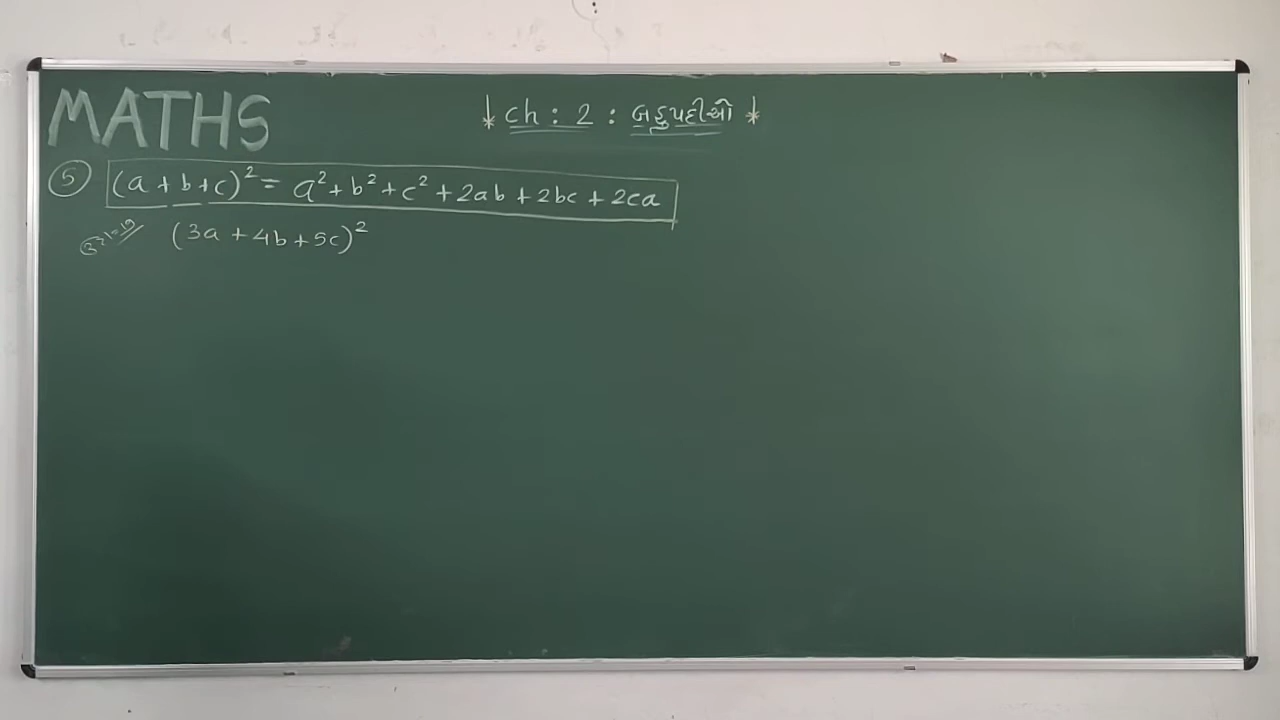 MATHS
ch : 2 : બહુપદીઓ
5 (a + b + c)² = a² + b² + c² + 2ab + 2bc + 2ca
(3a + 4b + 5c)²